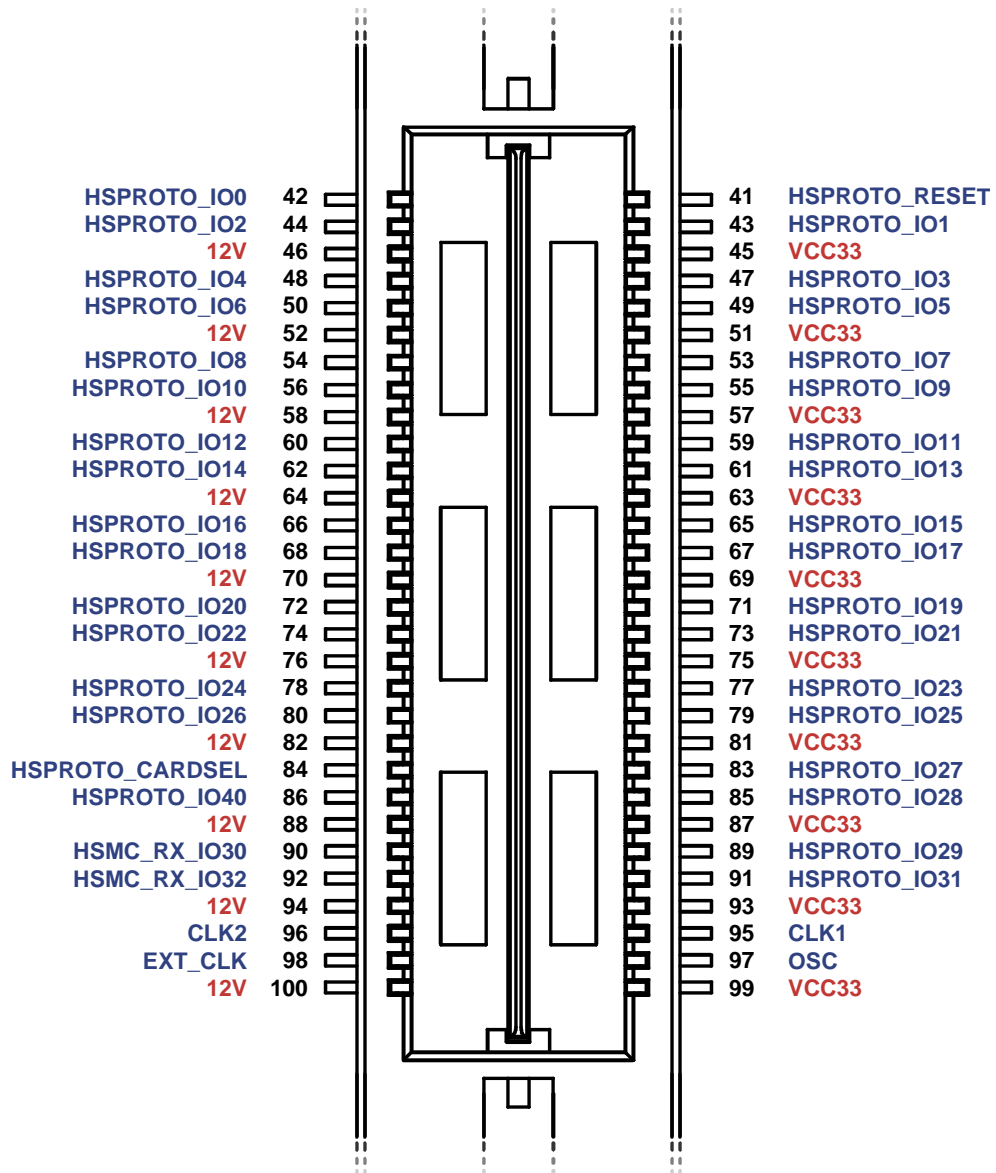 HSPROTO_IO0 42 41 HSPROTO_RESET
HSPROTO_IO2 44 43 HSPROTO_IO1
12V 46 45 VCC33
HSPROTO_IO4 48 47 HSPROTO_IO3
HSPROTO_IO6 50 49 HSPROTO_IO5
12V 52 51 VCC33
HSPROTO_IO8 54 53 HSPROTO_IO7
HSPROTO_IO10 56 55 HSPROTO_IO9
12V 58 57 VCC33
HSPROTO_IO12 60 59 HSPROTO_IO11
HSPROTO_IO14 62 61 HSPROTO_IO13
12V 64 63 VCC33
HSPROTO_IO16 66 65 HSPROTO_IO15
HSPROTO_IO18 68 67 HSPROTO_IO17
12V 70 69 VCC33
HSPROTO_IO20 72 71 HSPROTO_IO19
HSPROTO_IO22 74 73 HSPROTO_IO21
12V 76 75 VCC33
HSPROTO_IO24 78 77 HSPROTO_IO23
HSPROTO_IO26 80 79 HSPROTO_IO25
12V 82 81 VCC33
HSPROTO_CARDSEL 84 83 HSPROTO_IO27
HSPROTO_IO40 86 85 HSPROTO_IO28
12V 88 87 VCC33
HSMC_RX_IO30 90 89 HSPROTO_IO29
HSMC_RX_IO32 92 91 HSPROTO_IO31
12V 94 93 VCC33
CLK2 96 95 CLK1
EXT_CLK 98 97 OSC
12V 100 99 VCC33